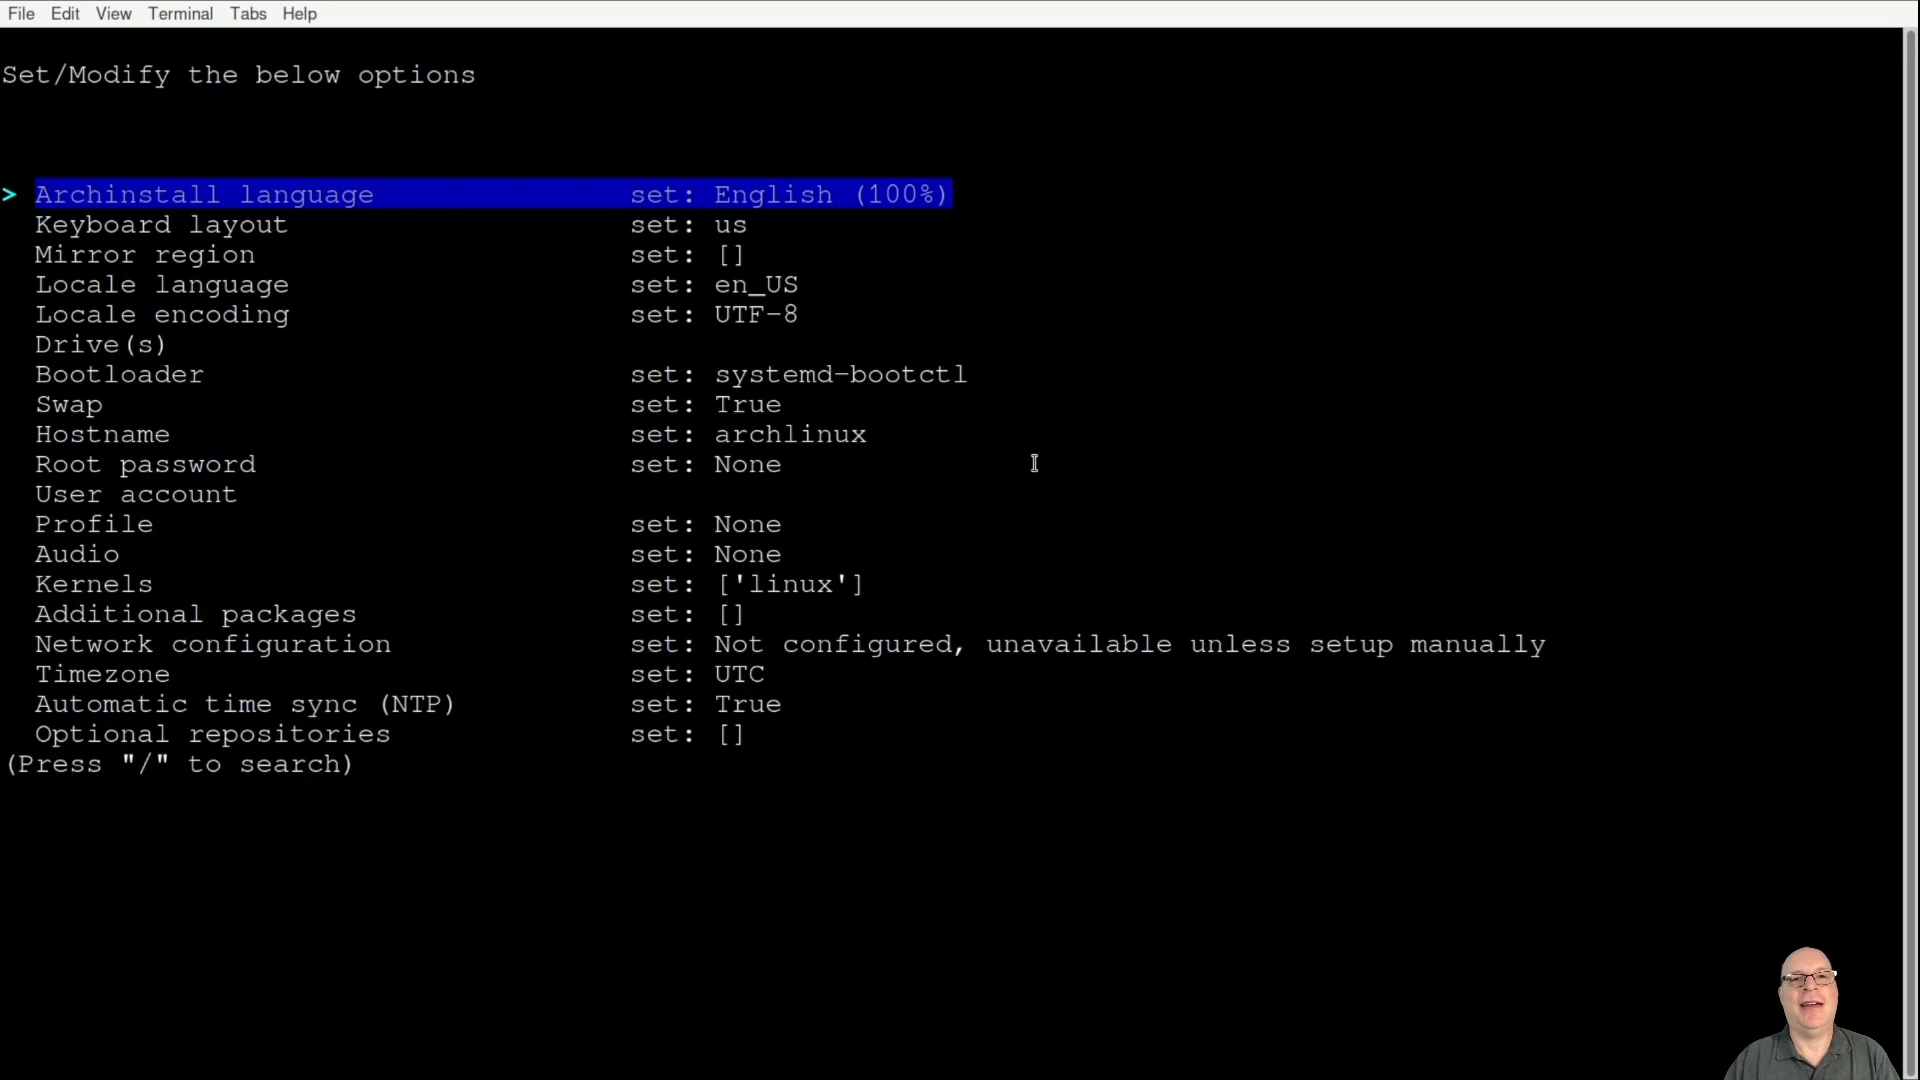 File Edit View Terminal Tabs Help
Set/Modify the below options
> Archinstall language set: English (100%)
Keyboard layout set: us
Mirror region set: []
Locale language set: en_US
Locale encoding set: UTF-8
Drive(s)
Bootloader set: systemd-bootctl
Swap set: True
Hostname set: archlinux
Root password set: None
User account
Profile set: None
Audio set: None
Kernels set: ['linux']
Additional packages set: []
Network configuration set: Not configured, unavailable unless setup manually
Timezone set: UTC
Automatic time sync (NTP) set: True
Optional repositories set: []
(Press "/" to search)